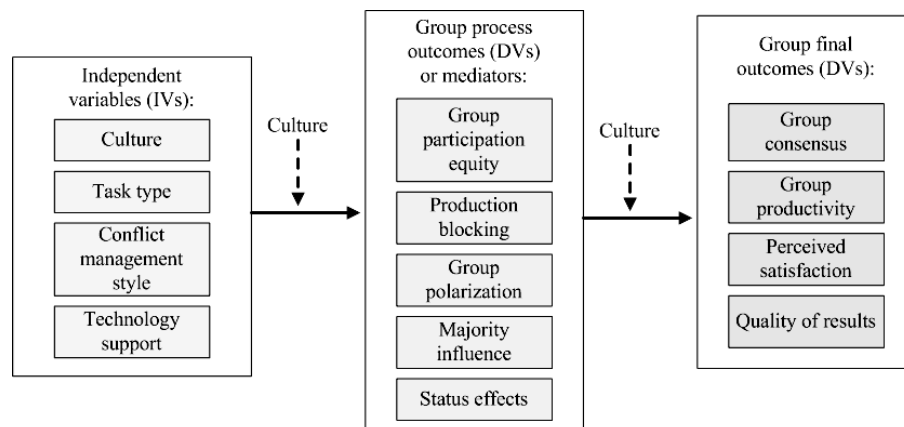 Independent
variables (IVs):
Culture
Task type
Conflict
management
style
Technology
support
Culture
Group process
outcomes (DVs)
or mediators:
Group
participation
equity
Production
blocking
Group
polarization
Majority
influence
Status effects
Culture
Group final
outcomes (DVs):
Group
consensus
Group
productivity
Perceived
satisfaction
Quality of results